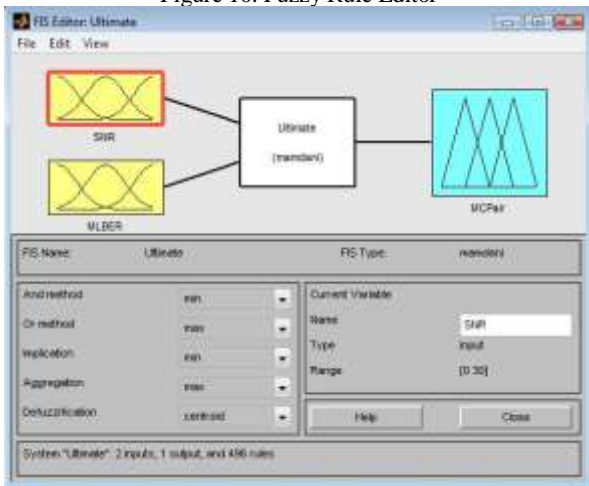 Figure 10. Fuzzy Rule Editor
FIS Editor: Ultimate
File Edit View
SNR
MLBER
Ultimate
(mamdani)
MCPair
FIS Name: Ultimate FIS Type: mamdani
And method min
Or method max
Implication min
Aggregation max
Defuzzification centroid
Current Variable
Name SNR
Type input
Range [0 30]
Help Close
System "Ultimate": 2 inputs, 1 output, and 496 rules